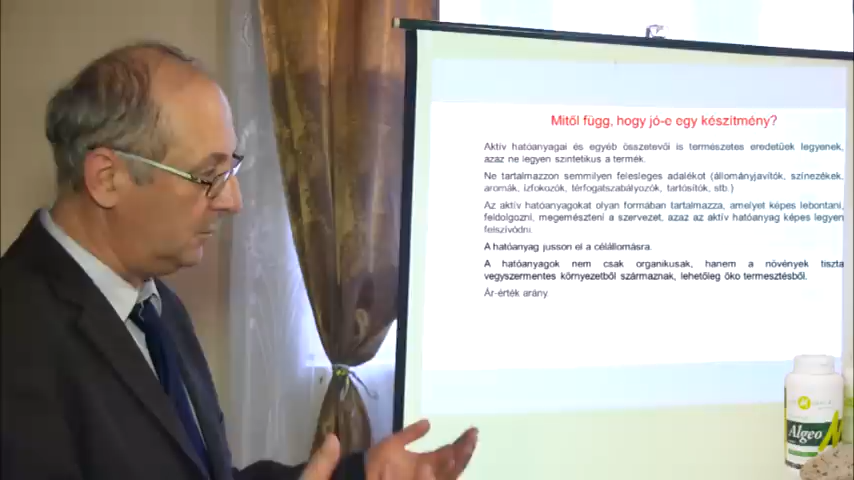 Mitől függ, hogy jó-e egy készítmény?
Aktív hatóanyagai és egyéb összetevői is természetes eredetűek legyenek,
azaz ne legyen szintetikus a termék.
Ne tartalmazzon semmilyen felesleges adalékot (állományjavítók, színezékek,
aromák, ízfokozók, térfogatszabályozók, tartósítók, stb.)
Az aktív hatóanyagokat olyan formában tartalmazza, amelyet képes lebontani,
feldolgozni, megemészteni a szervezet, azaz az aktív hatóanyag képes legyen
felszívódni.
A hatóanyag jusson el a célállomásra.
A hatóanyagok nem csak organikusak, hanem a növények tiszta
vegyszermentes környezetből származnak, lehetőleg öko termesztésből.
Ár-érték arány
Algeo